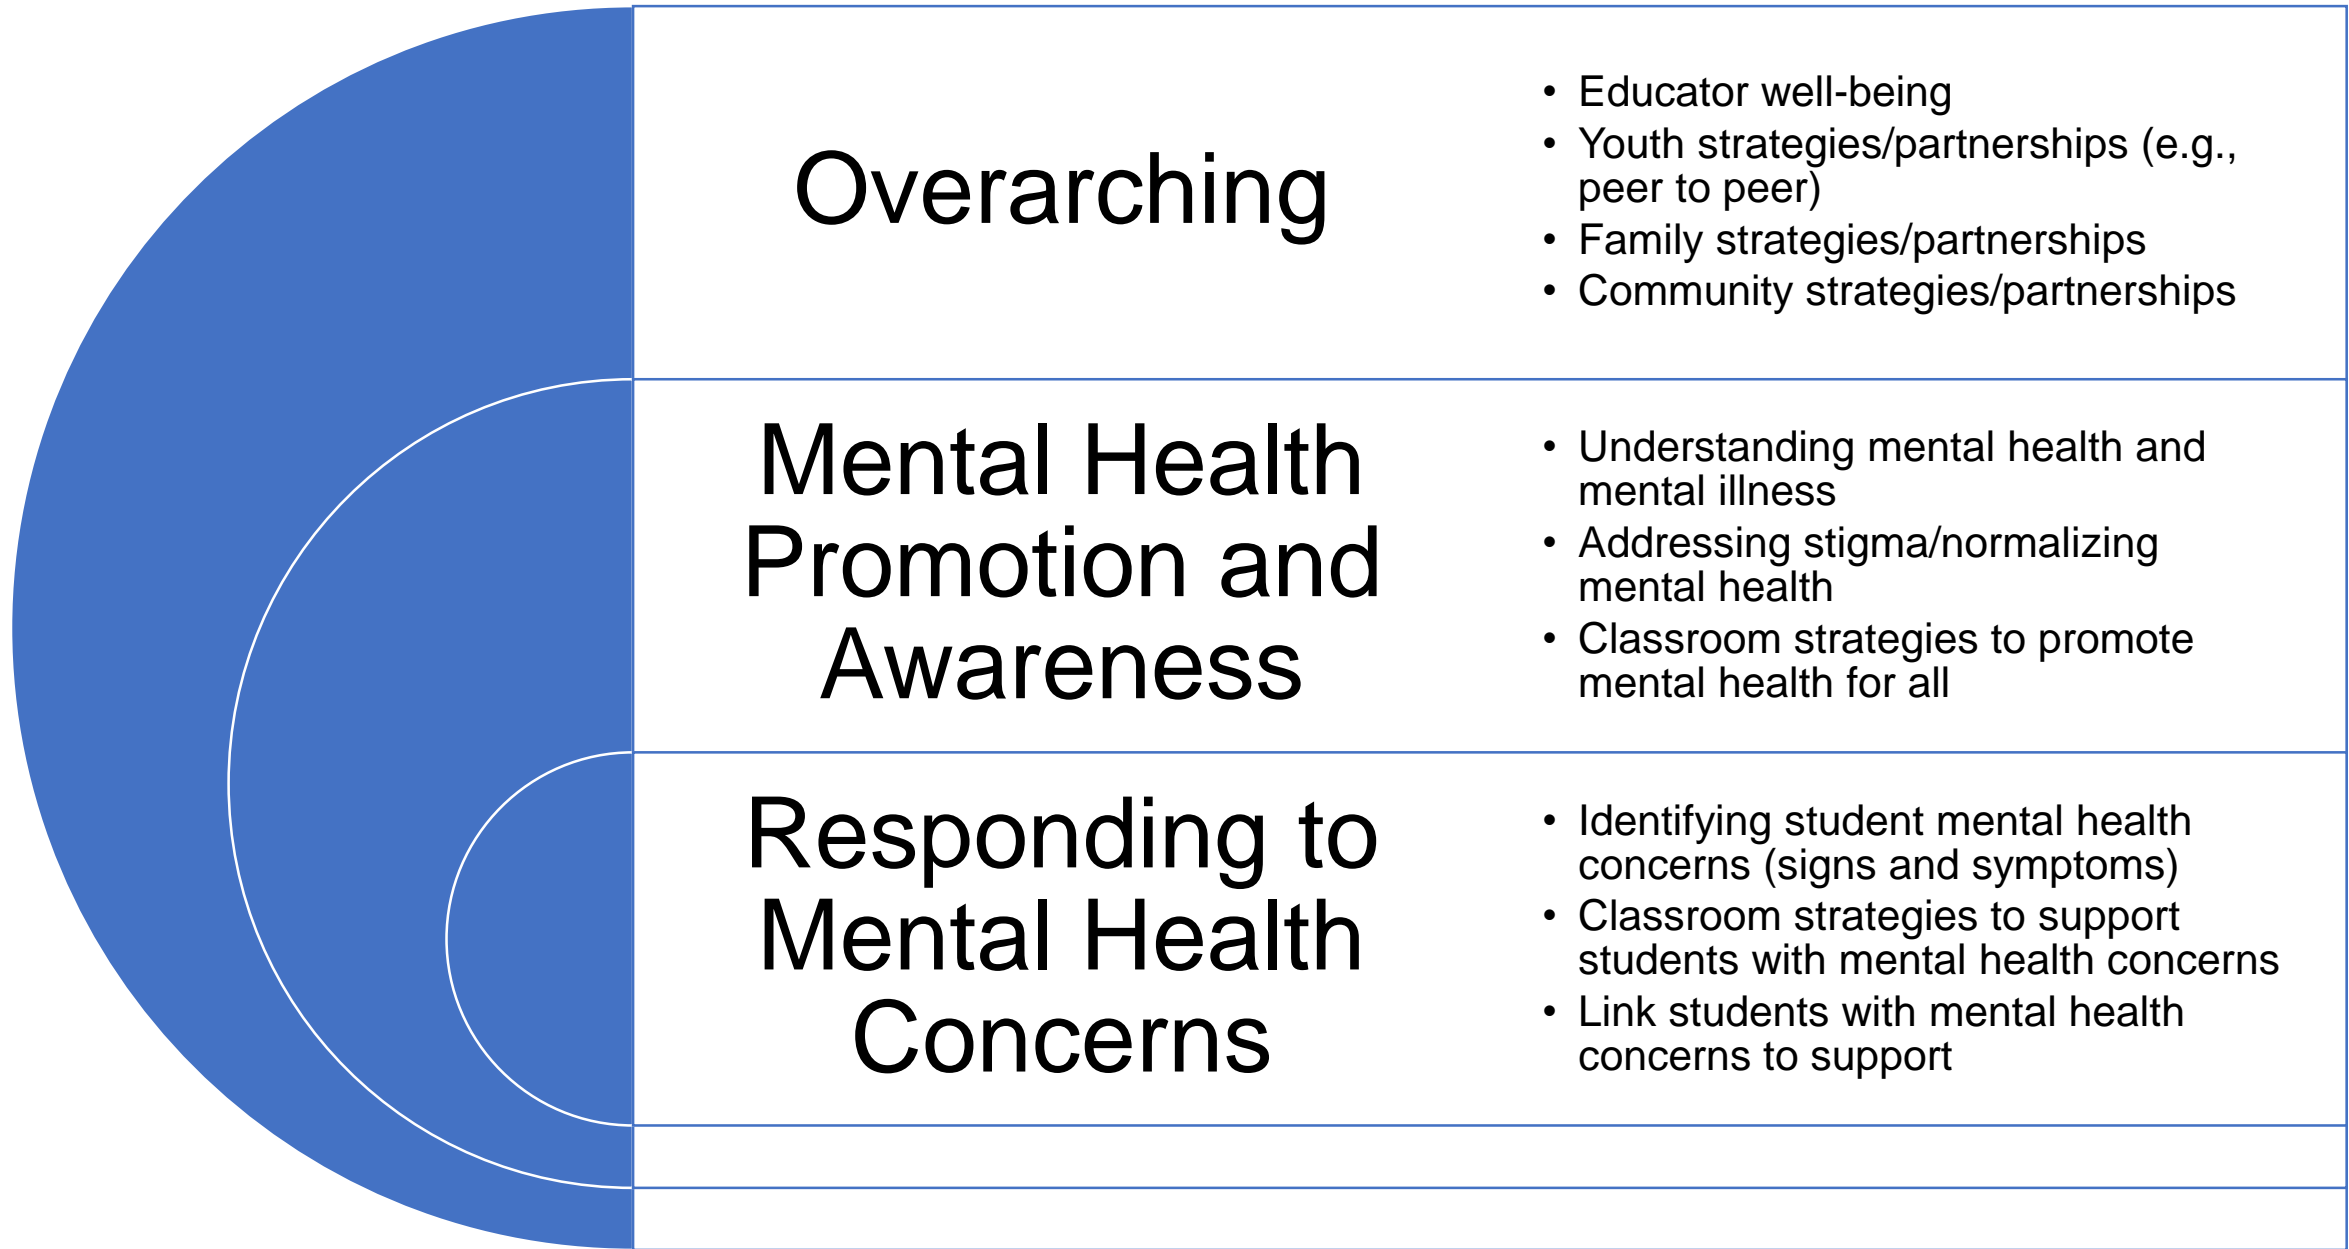 Overarching
• Educator well-being
• Youth strategies/partnerships (e.g.,
peer to peer)
• Family strategies/partnerships
• Community strategies/partnerships
Mental Health
Promotion and
Awareness
• Understanding mental health and
mental illness
• Addressing stigma/normalizing
mental health
• Classroom strategies to promote
mental health for all
Responding to
Mental Health
Concerns
• Identifying student mental health
concerns (signs and symptoms)
• Classroom strategies to support
students with mental health concerns
• Link students with mental health
concerns to support